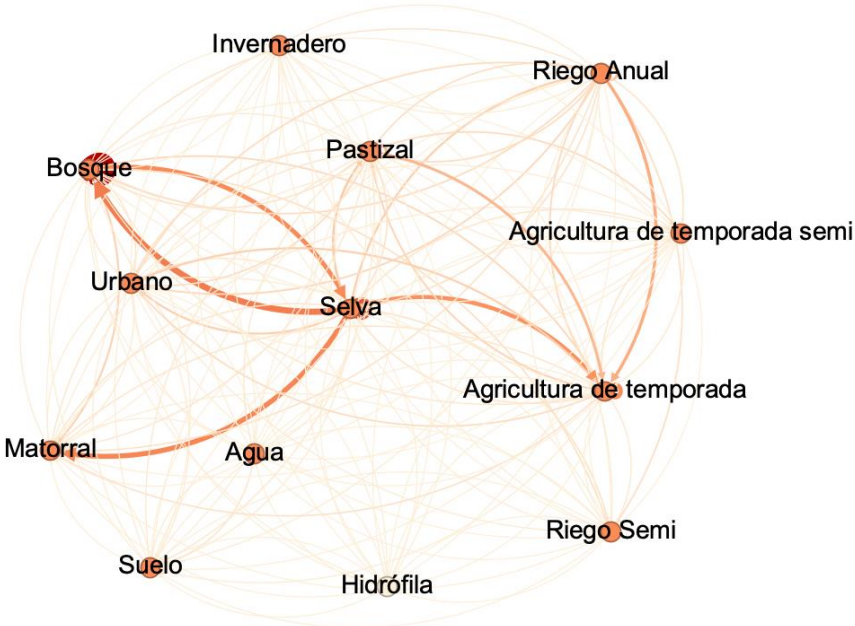 Invernadero
Riego Anual
Pastizal
Bosque
Agricultura de temporada semi
Urbano
Selva
Agricultura de temporada
Matorral
Agua
Riego Semi
Suelo
Hidrófila